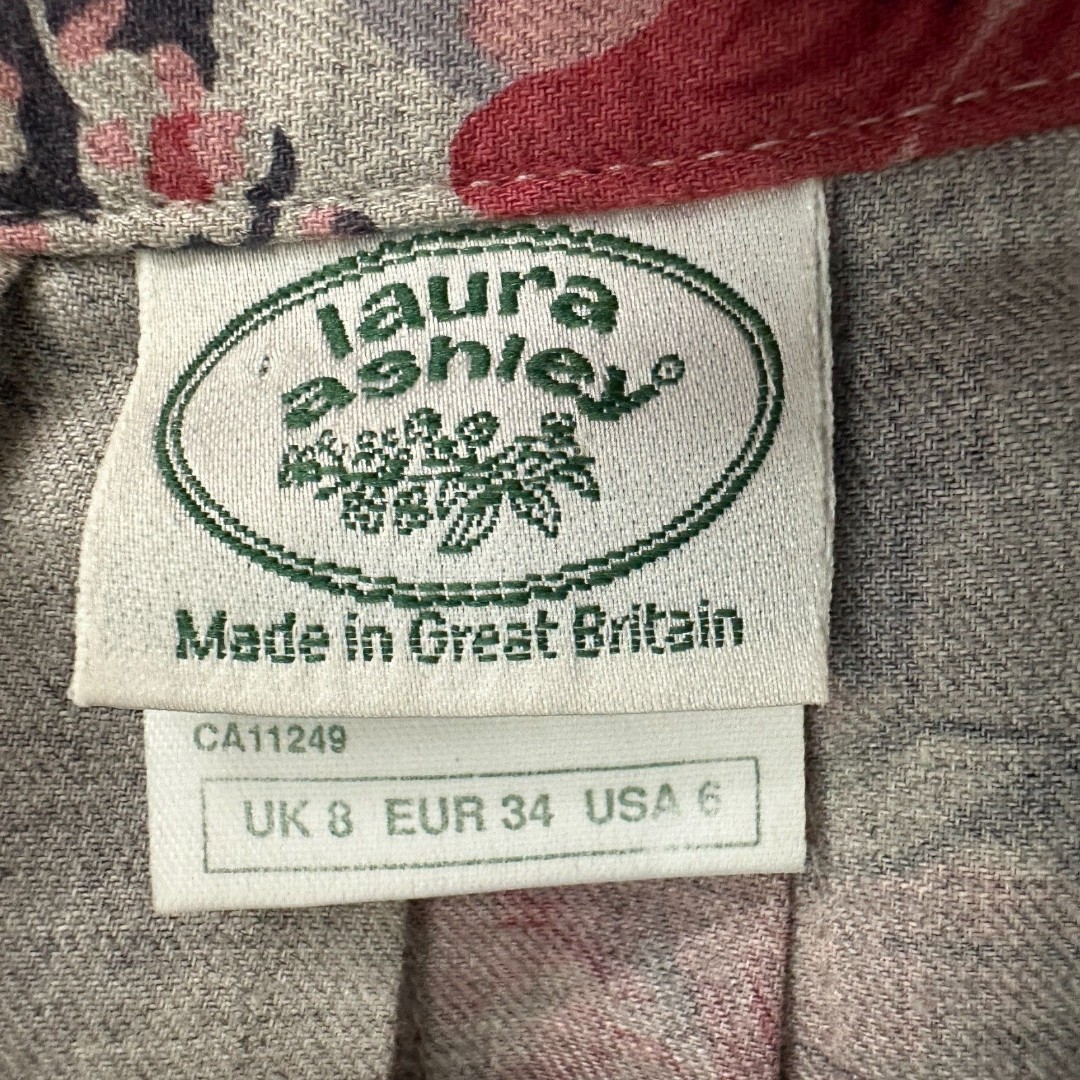 laura
ashley®
Made in Great Britain
CA11249
UK 8 EUR 34 USA 6